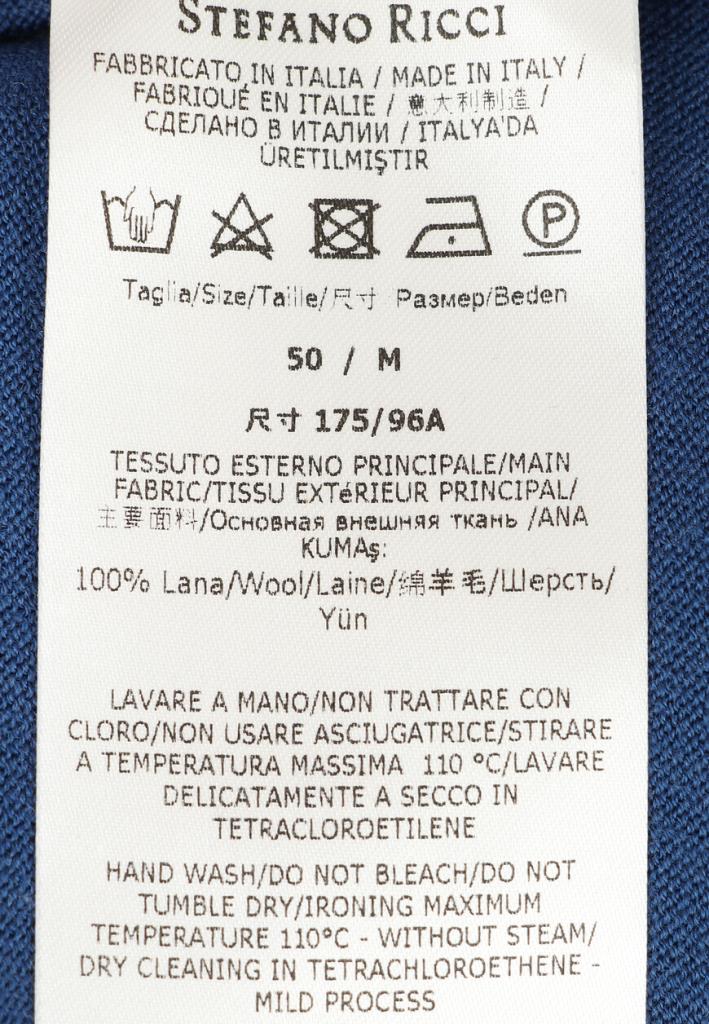 STEFANO RICCI
FABBRICATO IN ITALIA / MADE IN ITALY /
FABRIQUÉ EN ITALIE / 意大利制造 /
СДЕЛАНО В ИТАЛИИ / ITALYA'DA
ÜRETILMIŞTIR
P
Taglia/Size/Taille/尺寸 Размер/Beden
50 / M
尺寸 175/96A
TESSUTO ESTERNO PRINCIPALE/MAIN
FABRIC/TISSU EXTéRIEUR PRINCIPAL/
主要面料/Основная внешняя ткань /ANA
KUMAş:
100% Lana/Wool/Laine/绵羊毛/Шерсть/
Yün
LAVARE A MANO/NON TRATTARE CON
CLORO/NON USARE ASCIUGATRICE/STIRARE
A TEMPERATURA MASSIMA 110 °C/LAVARE
DELICATAMENTE A SECCO IN
TETRACLOROETILENE
HAND WASH/DO NOT BLEACH/DO NOT
TUMBLE DRY/IRONING MAXIMUM
TEMPERATURE 110°C - WITHOUT STEAM/
DRY CLEANING IN TETRACHLOROETHENE -
MILD PROCESS